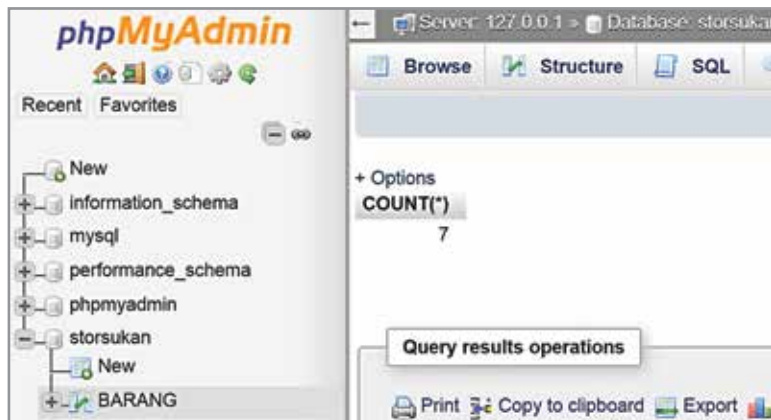 phpMyAdmin
Recent Favorites
New
information_schema
mysql
performance_schema
phpmyadmin
storsukan
New
BARANG
Server: 127.0.0.1 » Database: storsukan
Browse Structure SQL
+ Options
COUNT(*)
7
Query results operations
Print Copy to clipboard Export